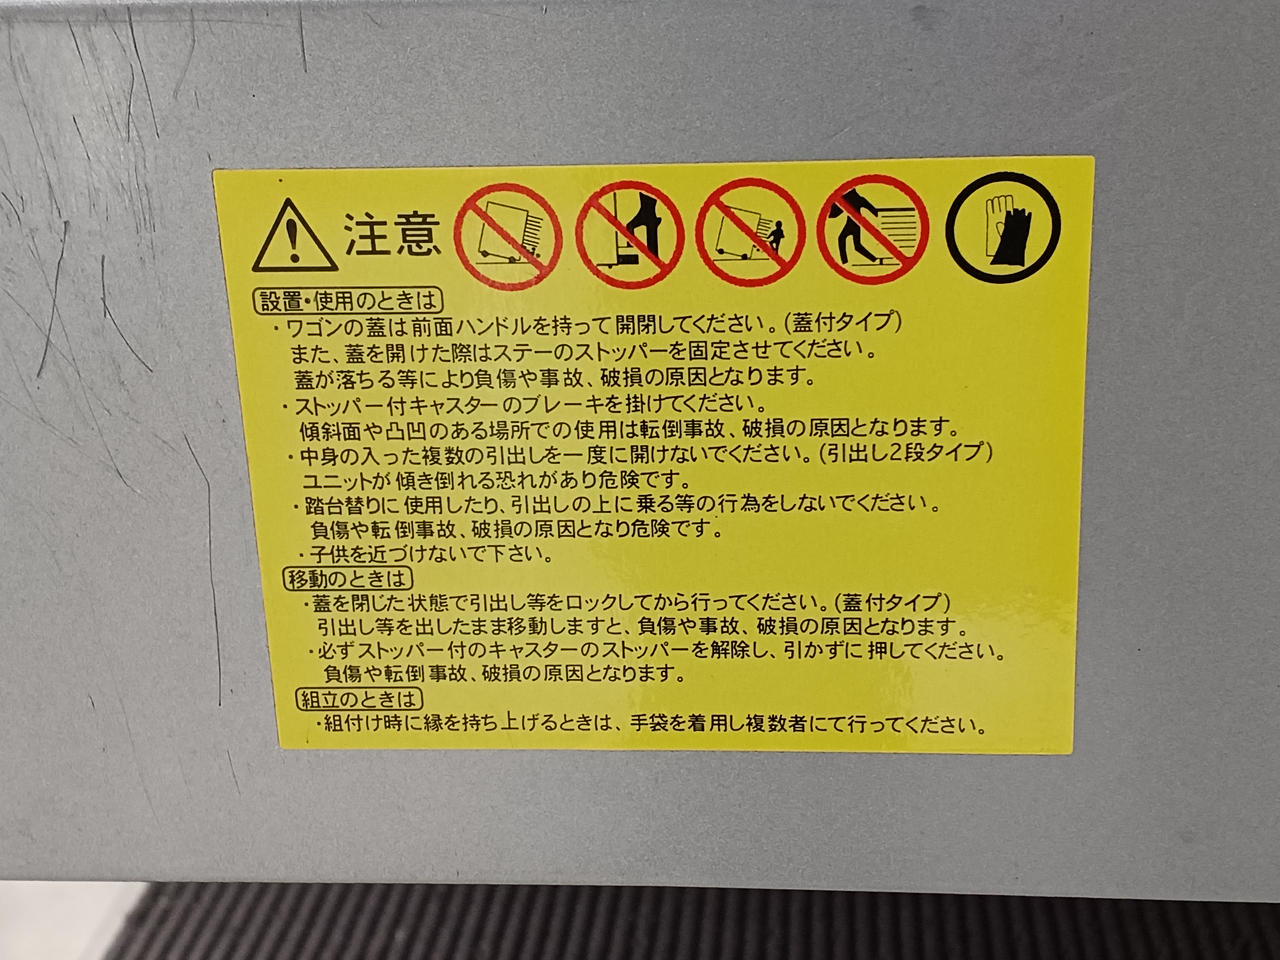 注意
設置・使用のときは
・ワゴンの蓋は前面ハンドルを持って開閉してください。(蓋付タイプ)
また、蓋を開けた際はステーのストッパーを固定させてください。
蓋が落ちる等により負傷や事故、破損の原因となります。
・ストッパー付キャスターのブレーキを掛けてください。
傾斜面や凸凹のある場所での使用は転倒事故、破損の原因となります。
・中身の入った複数の引出しを一度に開けないでください。(引出し2段タイプ)
ユニットが傾き倒れる恐れがあり危険です。
・踏台替りに使用したり、引出しの上に乗る等の行為をしないでください。
負傷や転倒事故、破損の原因となり危険です。
・子供を近づけないで下さい。
移動のときは
・蓋を閉じた状態で引出し等をロックしてから行ってください。(蓋付タイプ)
引出し等を出したまま移動しますと、負傷や事故、破損の原因となります。
・必ずストッパー付のキャスターのストッパーを解除し、引かずに押してください。
負傷や転倒事故、破損の原因となります。
組立のときは
・組付け時に縁を持ち上げるときは、手袋を着用し複数者にて行ってください。